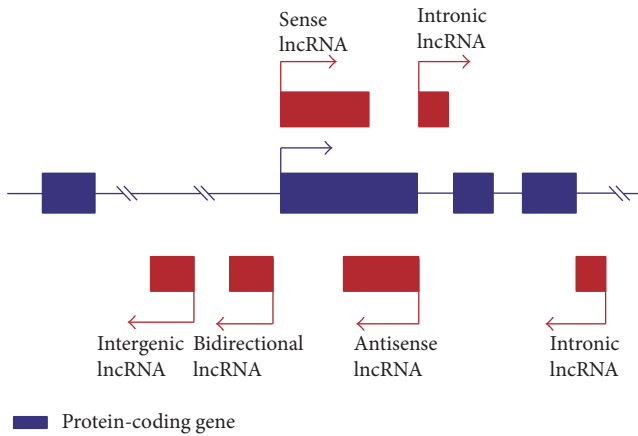 Sense
lncRNA
Intronic
lncRNA
Intergenic
lncRNA
Bidirectional
lncRNA
Antisense
lncRNA
Intronic
lncRNA
Protein-coding gene